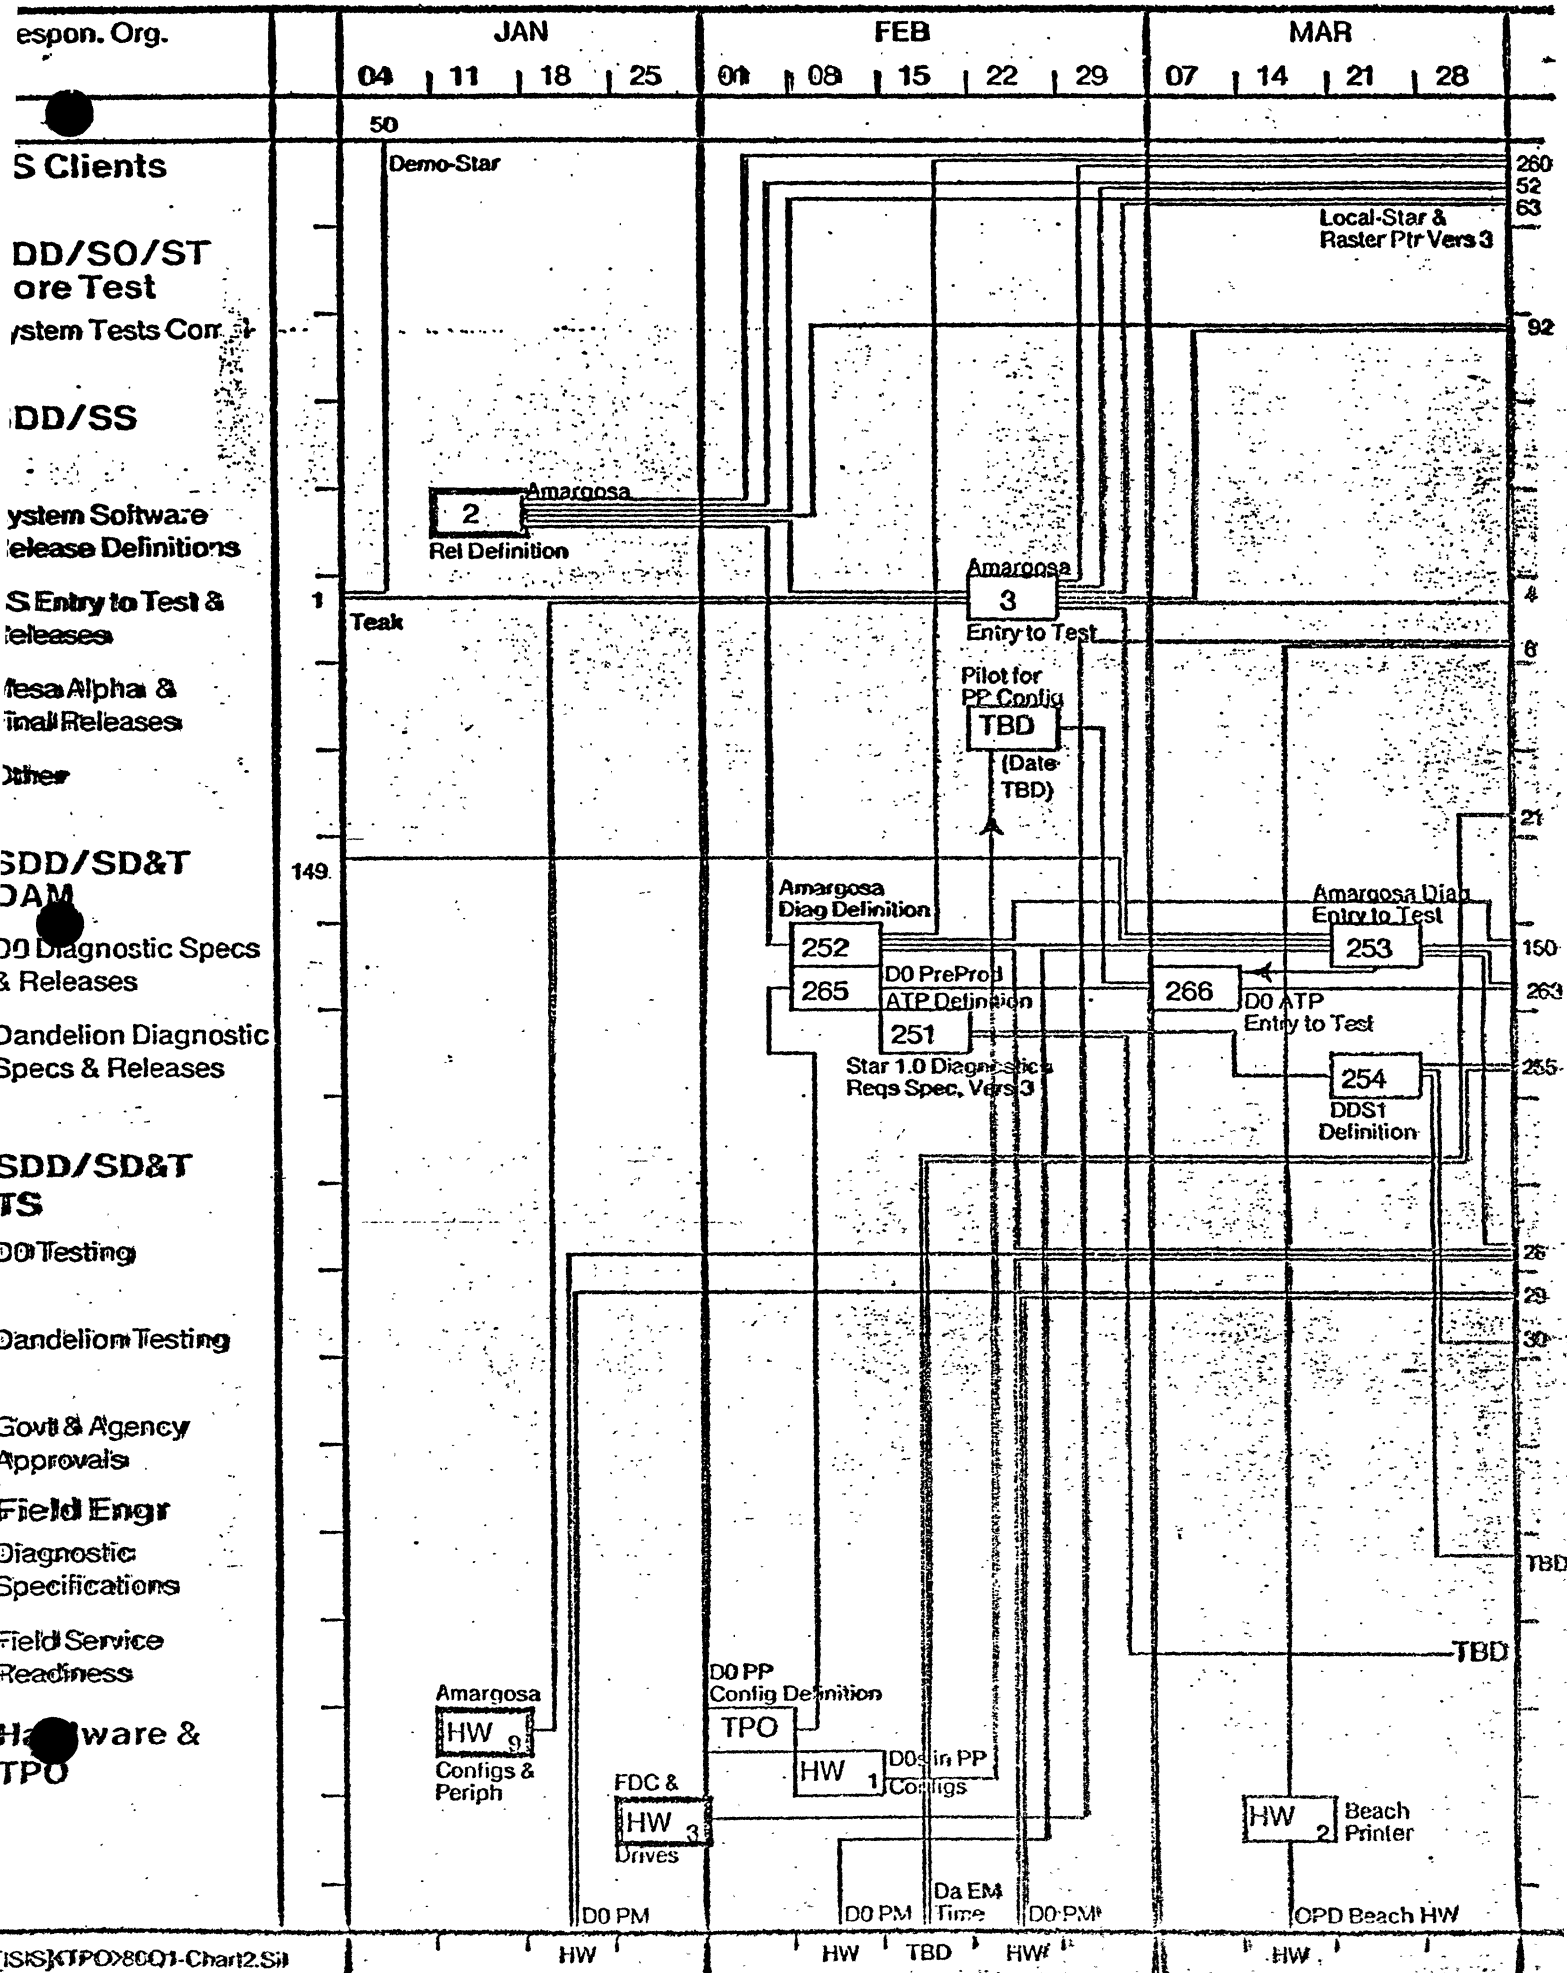 espon. Org.
JAN
FEB
MAR
04 11 18 25 01 08 15 22 29 07 14 21 28
50
S Clients
Demo-Star
260
52
63
Local-Star &
Raster Ptr Vers 3
DD/SO/ST
ore Test
ystem Tests
92
DD/SS
Amargosa
2
Rel Definition
ystem Software
elease Definitions
S Entry to Test &
eleases
1
Teak
Amargosa
3
Entry to Test
4
6
Mesa Alpha &
inal Releases
Pilot for
PP Config
TBD
(Date
TBD)
Other
21
SDD/SD&T
DAM
149
Amargosa
Diag Definition
Amargosa Diag
Entry to Test
D0 Diagnostic Specs
& Releases
252
253
150
265
D0 PreProd
ATP Definition
266
D0 ATP
Entry to Test
263
Dandelion Diagnostic
Specs & Releases
251
Star 1.0 Diagnostics
Reqs Spec, Vers 3
254
DDS1
Definition
255
SDD/SD&T
TS
D0 Testing
29
30
Dandelion Testing
Govt & Agency
Approvals
Field Engr
Diagnostic
Specifications
TBD
Field Service
Readiness
TBD
D0 PP
Config Definition
TPO
Amargosa
HW 9
Configs &
Periph
ware &
TPO
HW 1
D0s in PP
Configs
FDC &
HW 3
Drives
HW 2
Beach
Printer
D0 PM
D0 PM
Da EM
Time
D0 PM
OPD Beach HW
[ISIS]<TPO>80Q1-Chart2.Sil
HW HW TBD HW HW